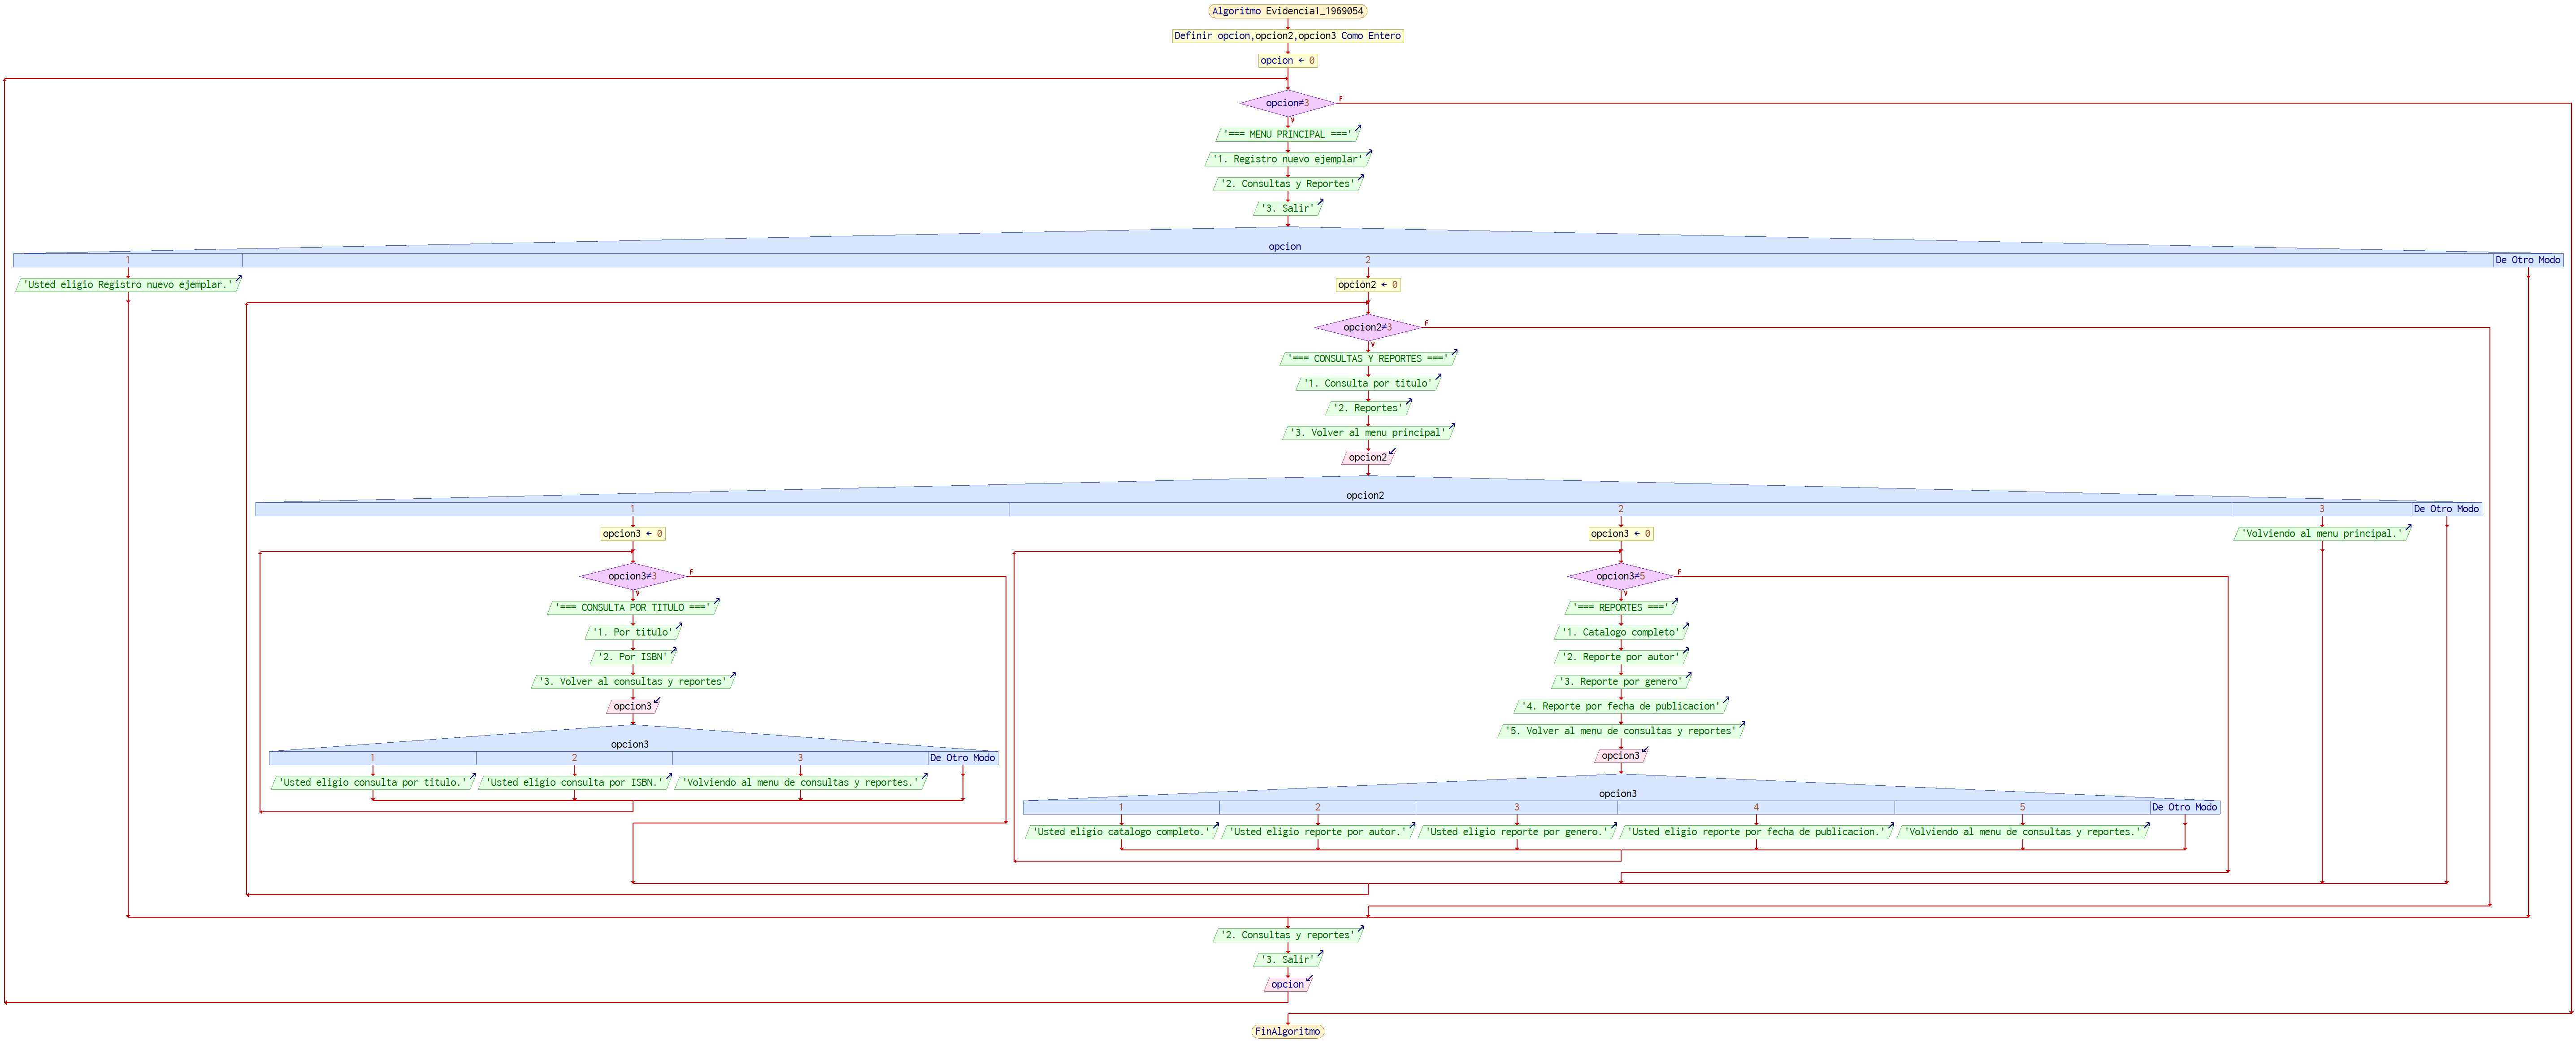 Algoritmo Evidencia1_1969054
Definir opcion,opcion2,opcion3 Como Entero
opcion ← 0
opcion≠3
F
V
'=== MENU PRINCIPAL ==='
'1. Registro nuevo ejemplar'
'2. Consultas y Reportes'
'3. Salir'
opcion
1
2
De Otro Modo
'Usted eligio Registro nuevo ejemplar.'
opcion2 ← 0
opcion2≠3
F
V
'=== CONSULTAS Y REPORTES ==='
'1. Consulta por titulo'
'2. Reportes'
'3. Volver al menu principal'
opcion2
opcion2
1
2
3
De Otro Modo
opcion3 ← 0
opcion3≠3
F
V
'=== CONSULTA POR TITULO ==='
'1. Por titulo'
'2. Por ISBN'
'3. Volver al consultas y reportes'
opcion3
opcion3
1
2
3
De Otro Modo
'Usted eligio consulta por titulo.'
'Usted eligio consulta por ISBN.'
'Volviendo al menu de consultas y reportes.'
opcion3 ← 0
opcion3≠5
F
V
'=== REPORTES ==='
'1. Catalogo completo'
'2. Reporte por autor'
'3. Reporte por genero'
'4. Reporte por fecha de publicacion'
'5. Volver al menu de consultas y reportes'
opcion3
opcion3
1
2
3
4
5
De Otro Modo
'Usted eligio catalogo completo.'
'Usted eligio reporte por autor.'
'Usted eligio reporte por genero.'
'Usted eligio reporte por fecha de publicacion.'
'Volviendo al menu de consultas y reportes.'
'Volviendo al menu principal.'
'2. Consultas y reportes'
'3. Salir'
opcion
FinAlgoritmo